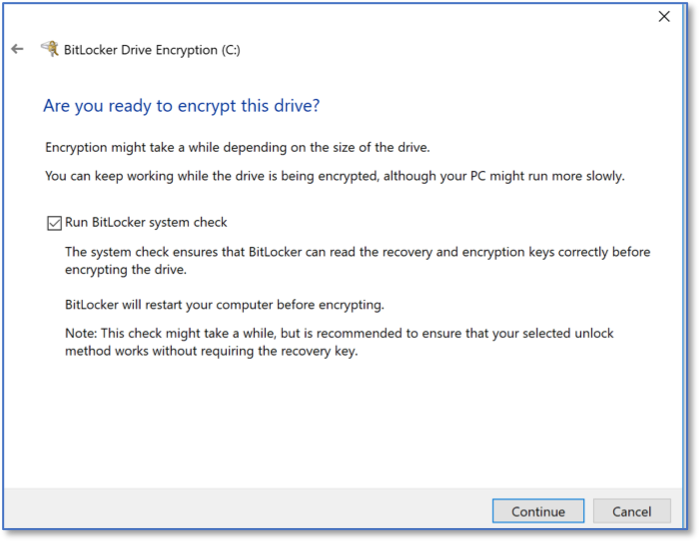 BitLocker Drive Encryption (C:)
Are you ready to encrypt this drive?
Encryption might take a while depending on the size of the drive.
You can keep working while the drive is being encrypted, although your PC might run more slowly.
Run BitLocker system check
The system check ensures that BitLocker can read the recovery and encryption keys correctly before
encrypting the drive.
BitLocker will restart your computer before encrypting.
Note: This check might take a while, but is recommended to ensure that your selected unlock
method works without requiring the recovery key.
Continue
Cancel